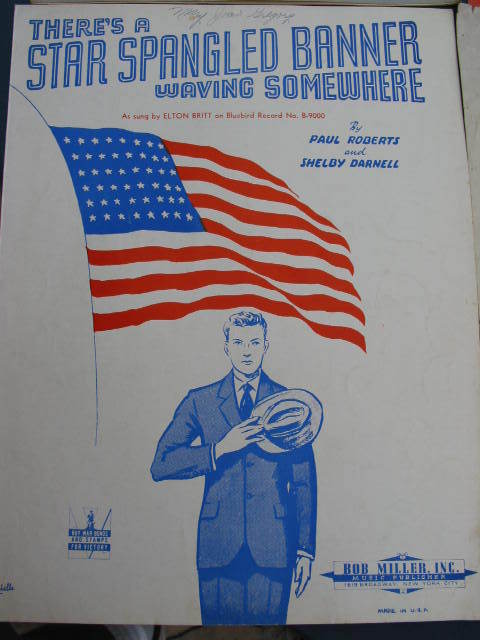 THERE'S A
STAR SPANGLED BANNER
WAVING SOMEWHERE
As sung by ELTON BRITT on Bluebird Record No. B-9000
By
PAUL ROBERTS
and
SHELBY DARNELL
BUY WAR BONDS
AND STAMPS
FOR VICTORY
BOB MILLER, INC.
MUSIC PUBLISHER
1619 BROADWAY, NEW YORK CITY
MADE IN U.S.A.